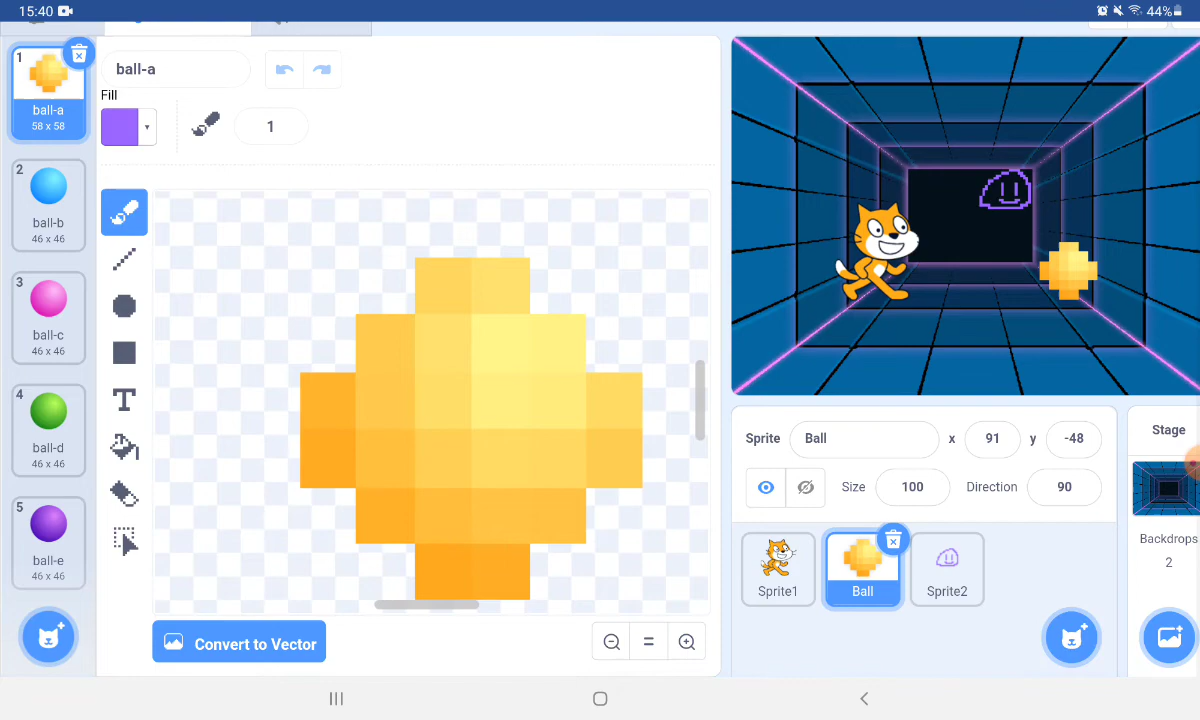 15:40
44%
1
ball-a
58 x 58
2
ball-b
46 x 46
3
ball-c
46 x 46
4
ball-d
46 x 46
5
ball-e
46 x 46
ball-a
Fill
1
T
Convert to Vector
Sprite
Ball
x
91
y
-48
Size
100
Direction
90
Sprite1
Ball
Sprite2
Stage
Backdrops
2